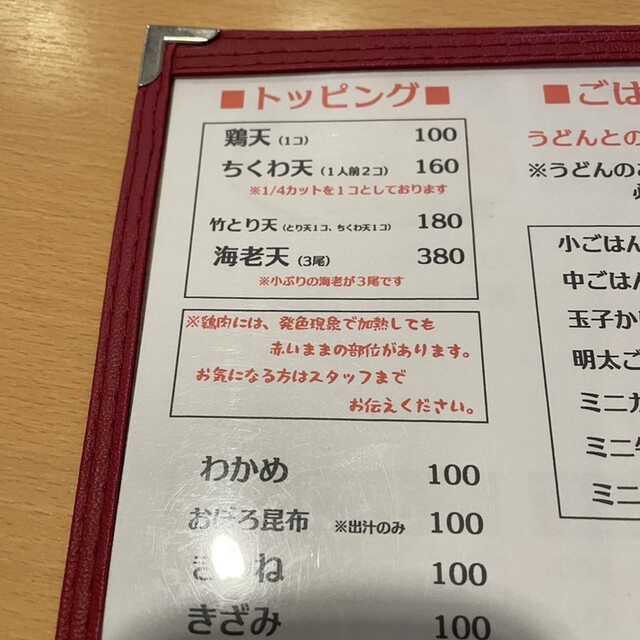 ■トッピング■
鶏天（1コ） 100
ちくわ天（1人前２コ） 160
※1/4カットを１コとしております
竹とり天（とり天１コ、ちくわ天１コ） 180
海老天（3尾） 380
※小ぶりの海老が３尾です
※鶏肉には、発色現象で加熱しても
赤いままの部位があります。
お気になる方はスタッフまで
お伝えください。
わかめ 100
おぼろ昆布 ※出汁のみ 100
きつね 100
きざみ 100
■ごは
うどんとの
※うどんの
小ごはん
中ごはん
玉子か
明太ご
ミニカ
ミニ
ミニ